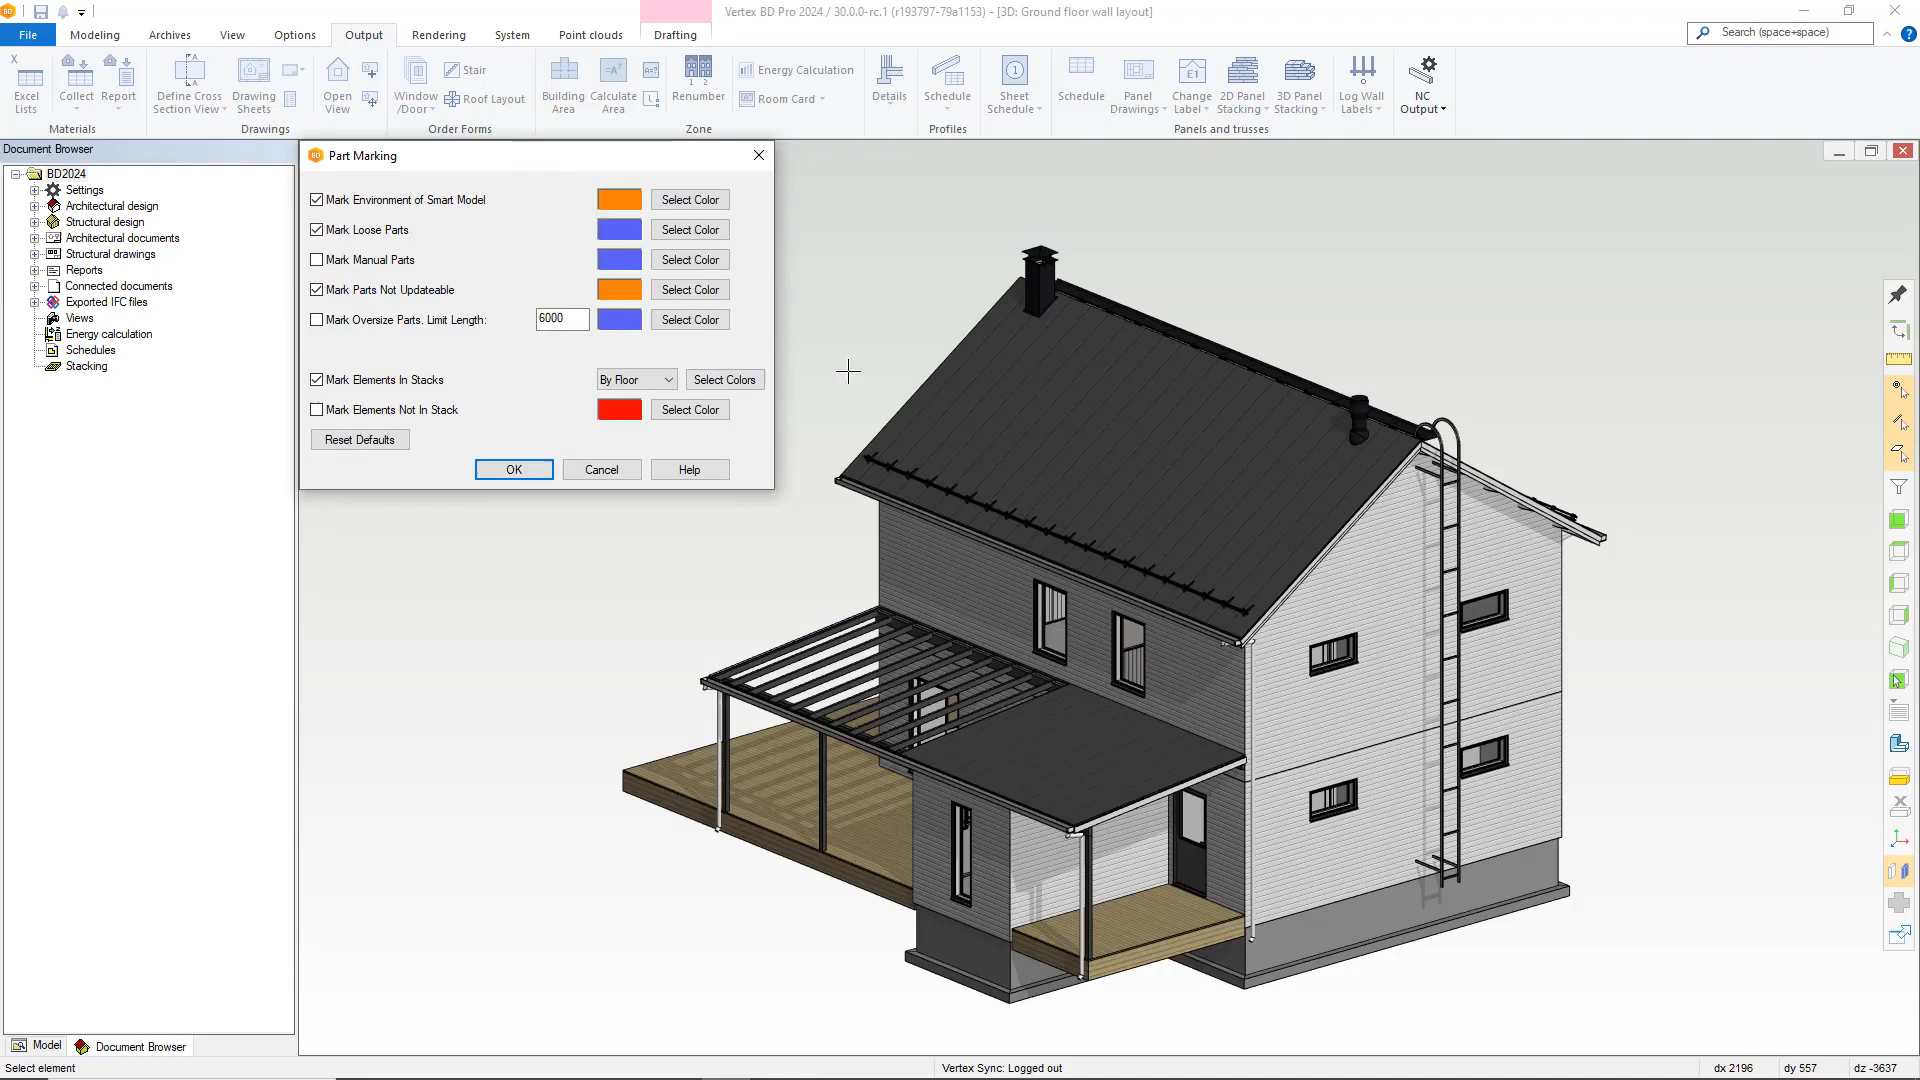 Vertex BD Pro 2024 / 30.0.0-rc.1 (r193797-79a1153) - [3D: Ground floor wall layout]
File Modeling Archives View Options Output Rendering System Point clouds Drafting
Search (space+space)
Excel Lists
Collect
Report
Define Cross Section View
Drawing Sheets
Open View
Window /Door
Stair
Roof Layout
Building Area
Calculate Area
Renumber
Energy Calculation
Room Card
Details
Schedule
Sheet Schedule
Schedule
Panel Drawings
Change Label
2D Panel Stacking
3D Panel Stacking
Log Wall Labels
NC Output
Materials
Drawings
Order Forms
Zone
Profiles
Panels and trusses
Document Browser
BD2024
Settings
Architectural design
Structural design
Architectural documents
Structural drawings
Reports
Connected documents
Exported IFC files
Views
Energy calculation
Schedules
Stacking
BD Part Marking
Mark Environment of Smart Model Select Color
Mark Loose Parts Select Color
Mark Manual Parts Select Color
Mark Parts Not Updateable Select Color
Mark Oversize Parts. Limit Length: 6000 Select Color
Mark Elements In Stacks By Floor Select Colors
Mark Elements Not In Stack Select Color
Reset Defaults
OK Cancel Help
Model Document Browser
Select element
Vertex Sync: Logged out
dx 2196 dy 557 dz -3637